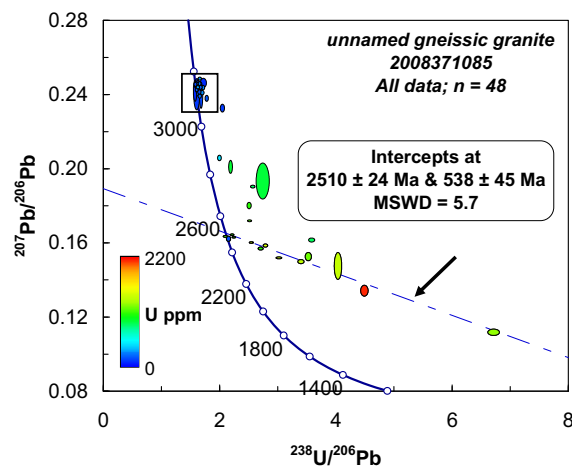 unnamed gneissic granite
2008371085
All data; n = 48
0.28
0.24
3000
0.20
Intercepts at
2510 ± 24 Ma & 538 ± 45 Ma
MSWD = 5.7
207Pb/206Pb
0.16
2600
2200
U ppm
2200
0.12
1800
0
1400
0.08
0 2 4 6 8
238U/206Pb